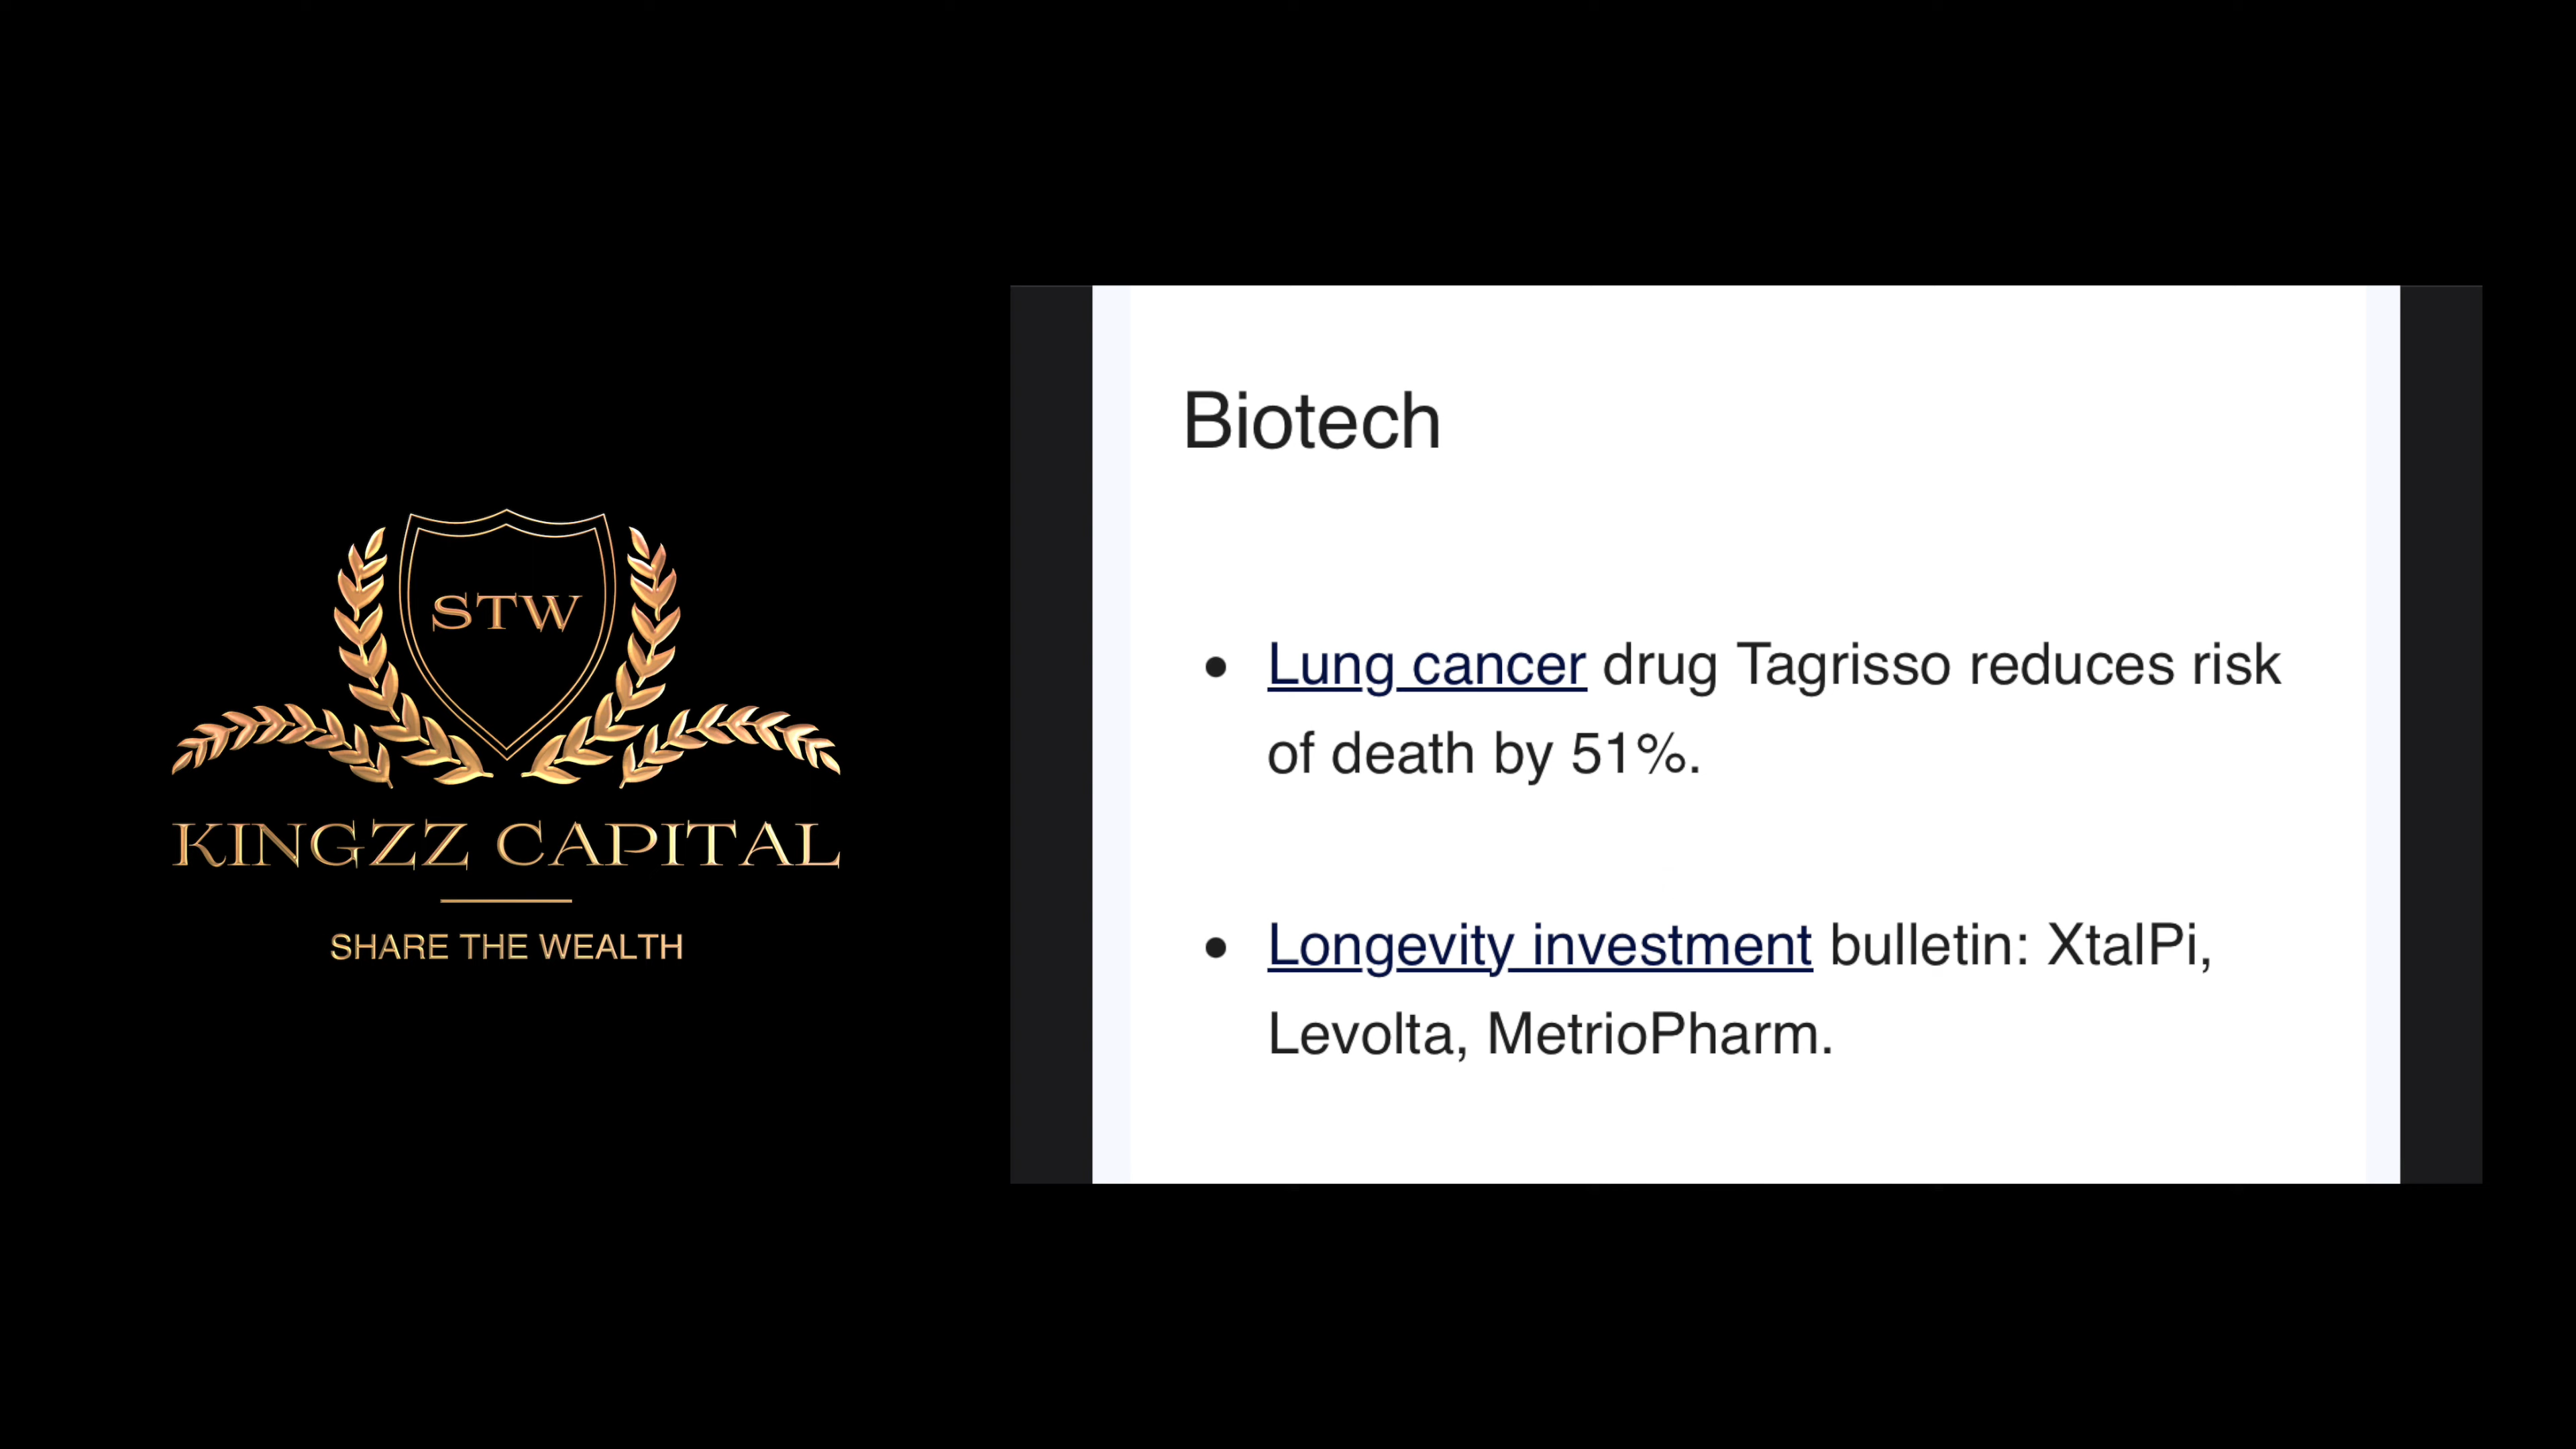 STW
KINGZZ CAPITAL
SHARE THE WEALTH
Biotech
• Lung cancer drug Tagrisso reduces risk
of death by 51%.
• Longevity investment bulletin: XtalPi,
Levolta, MetrioPharm.